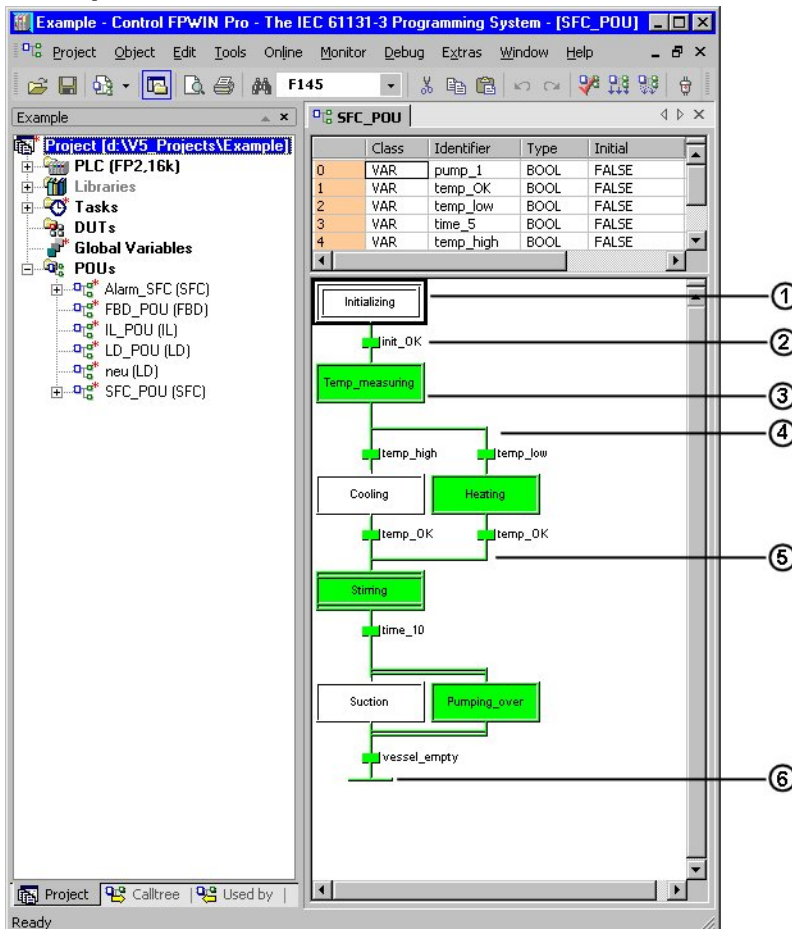 Example - Control FPWIN Pro - The IEC 61131-3 Programming System - [SFC_POU]
Project Object Edit Tools Online Monitor Debug Extras Window Help
F145
Example
SFC_POU
Project [d:\V5_Projects\Example]
PLC (FP2,16k)
Libraries
Tasks
DUTs
Global Variables
POUs
Alarm_SFC (SFC)
FBD_POU (FBD)
IL_POU (IL)
LD_POU (LD)
neu (LD)
SFC_POU (SFC)
Class Identifier Type Initial
0 VAR pump_1 BOOL FALSE
1 VAR temp_OK BOOL FALSE
2 VAR temp_low BOOL FALSE
3 VAR time_5 BOOL FALSE
4 VAR temp_high BOOL FALSE
Initializing 1
init_OK 2
Temp_measuring 3
4
temp_high temp_low
Cooling Heating
temp_OK temp_OK
5
Stirring
time_10
Suction Pumping_over
vessel_empty
6
Project Calltree Used by
Ready